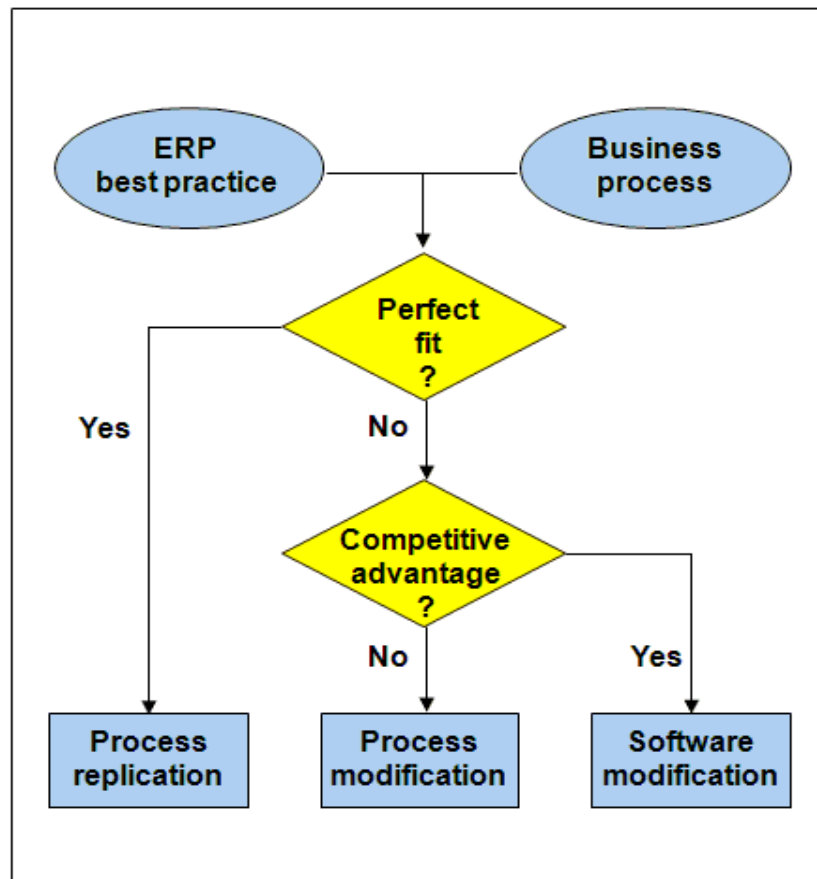 ERP
best practice
Business
process
Perfect
fit
?
Yes
No
Competitive
advantage
?
No
Yes
Process
replication
Process
modification
Software
modification